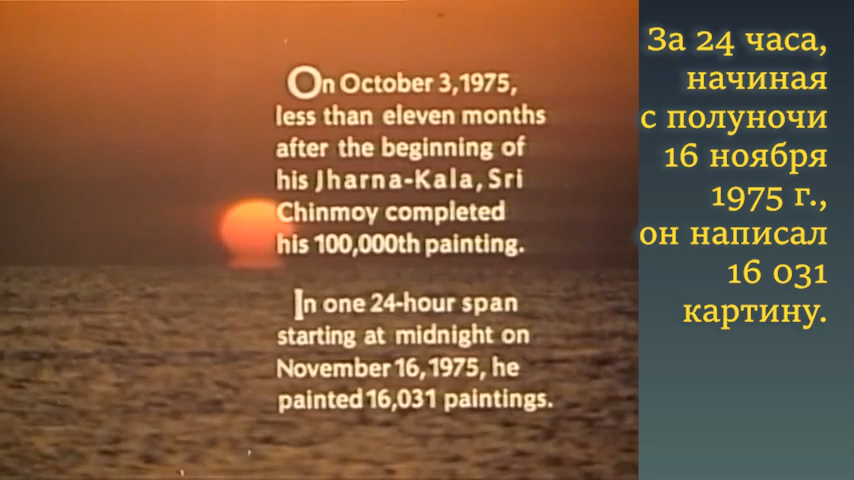 On October 3, 1975,
less than eleven months
after the beginning of
his Jharna-Kala, Sri
Chinmoy completed
his 100,000th painting.
In one 24-hour span
starting at midnight on
November 16, 1975, he
painted 16,031 paintings.
За 24 часа,
начиная
с полуночи
16 ноября
1975 г.,
он написал
16 031
картину.